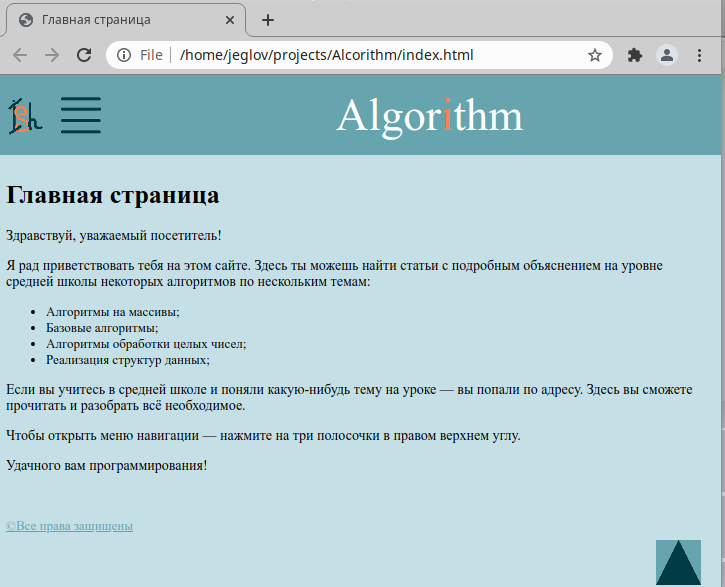 Главная страница
File
/home/jeglov/projects/Alcorithm/index.html
Algorithm
Главная страница
Здравствуй, уважаемый посетитель!
Я рад приветствовать тебя на этом сайте. Здесь ты можешь найти статьи с подробным объяснением на уровне
средней школы некоторых алгоритмов по нескольким темам:
• Алгоритмы на массивы;
• Базовые алгоритмы;
• Алгоритмы обработки целых чисел;
• Реализация структур данных;
Если вы учитесь в средней школе и поняли какую-нибудь тему на уроке — вы попали по адресу. Здесь вы сможете
прочитать и разобрать всё необходимое.
Чтобы открыть меню навигации — нажмите на три полосочки в правом верхнем углу.
Удачного вам программирования!
©Все права защищены